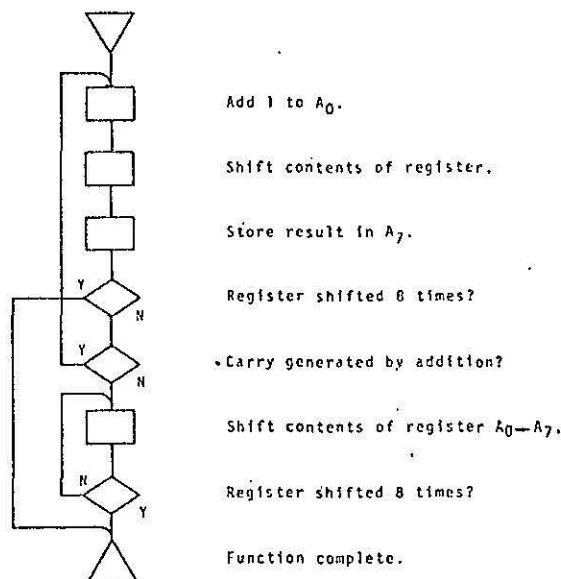 Add 1 to A0.
Shift contents of register.
Store result in A7.
Y
Register shifted 8 times?
N
Y
Carry generated by addition?
N
Shift contents of register A0—A7.
N
Register shifted 8 times?
Y
Function complete.